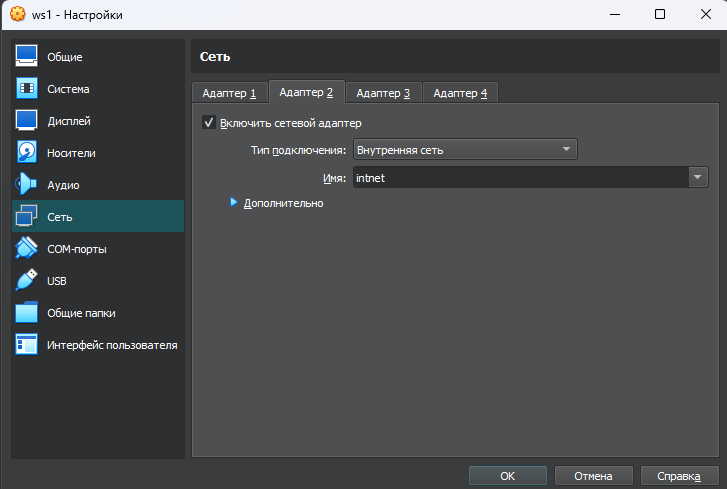 ws1 - Настройки
Общие
Система
Дисплей
Носители
Аудио
Сеть
COM-порты
USB
Общие папки
Интерфейс пользователя
Сеть
Адаптер 1
Адаптер 2
Адаптер 3
Адаптер 4
Включить сетевой адаптер
Тип подключения: Внутренняя сеть
Имя: intnet
Дополнительно
OK
Отмена
Справка